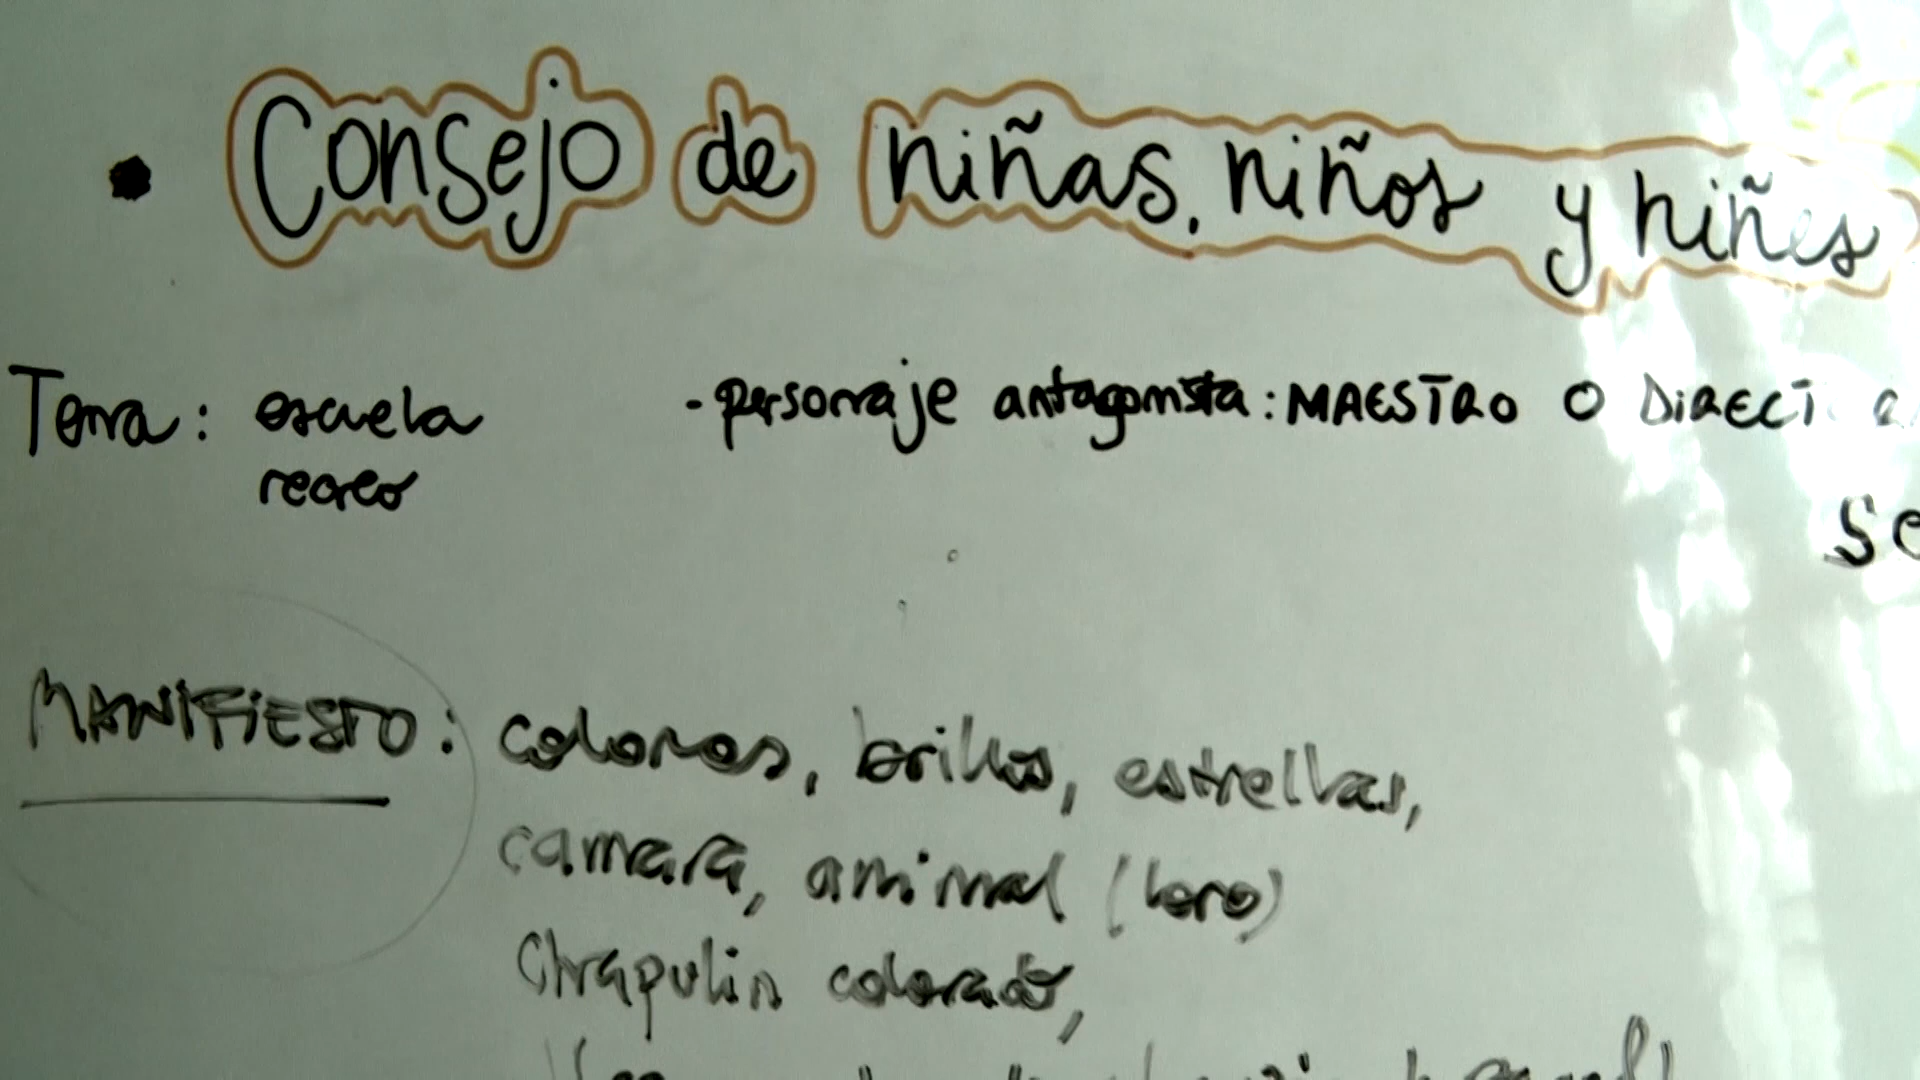 • Consejo de niñas, niños y niñes
Tema: escuela - personaje antagonista: MAESTRO O DIRECT
recreo
MANIFIESTO: colores, brillos, estrellas,
camara, animal (loro)
Chapulin colorado,